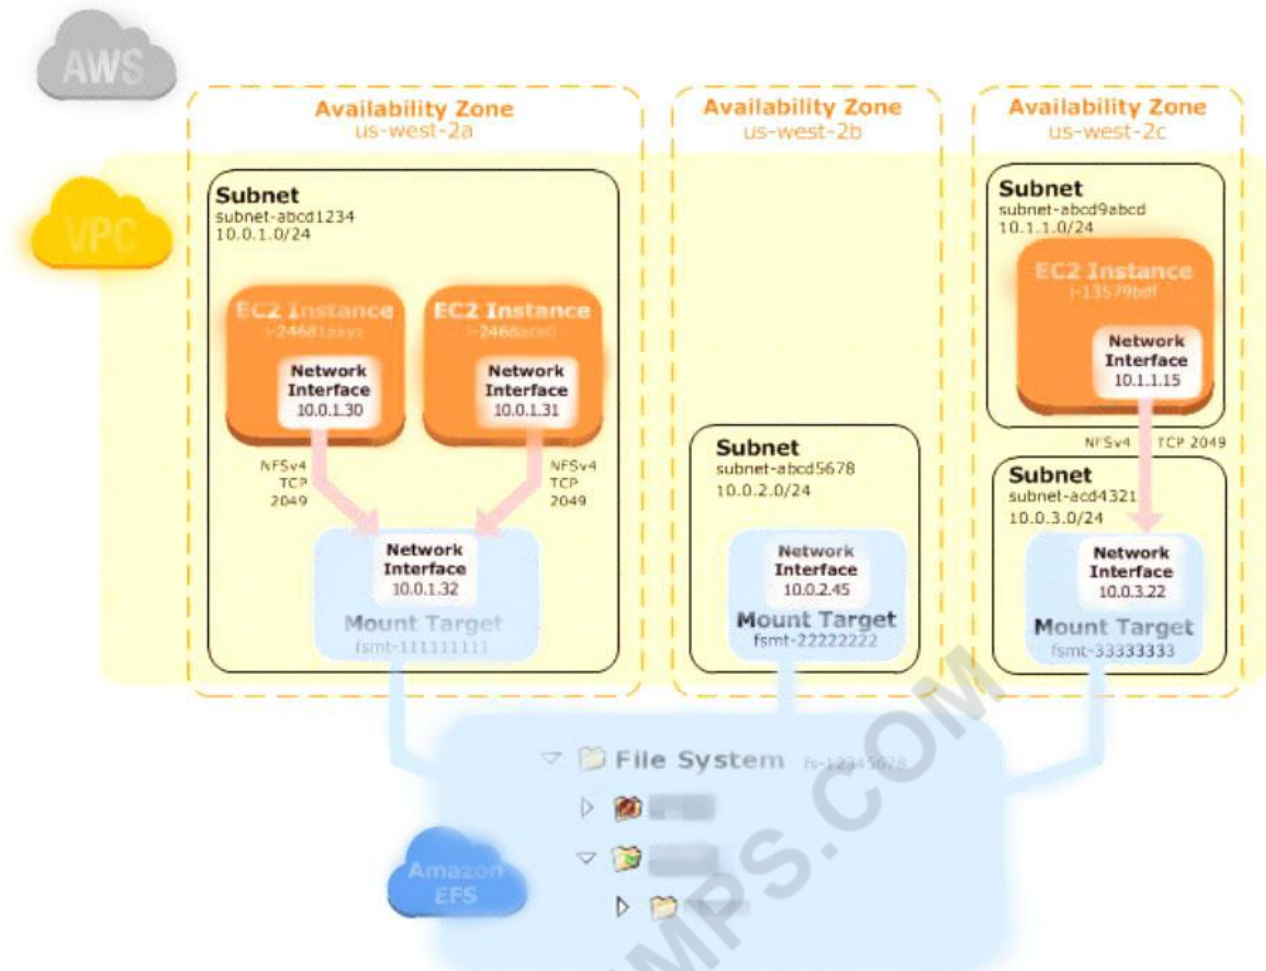 AWS
Availability Zone
us-west-2a
Availability Zone
us-west-2b
Availability Zone
us-west-2c
VPC
Subnet
subnet-abcd1234
10.0.1.0/24
EC2 Instance
EC2 Instance
Network
Interface
10.0.1.30
Network
Interface
10.0.1.31
NFSv4
TCP
2049
NFSv4
TCP
2049
Network
Interface
10.0.1.32
Mount Target
fsmt-111111111
Subnet
subnet-abcd5678
10.0.2.0/24
Network
Interface
10.0.2.45
Mount Target
fsmt-22222222
Subnet
subnet-abcd9abcd
10.1.1.0/24
EC2 Instance
i-13579bdf
Network
Interface
10.1.1.15
NFSv4 TCP 2049
Subnet
subnet-acd4321
10.0.3.0/24
Network
Interface
10.0.3.22
Mount Target
fsmt-33333333
File System fs-12345678
Amazon
EFS